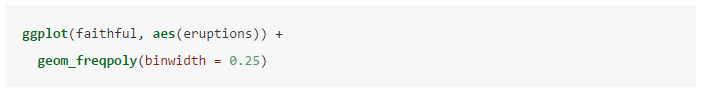 ggplot(faithful, aes(eruptions)) +
  geom_freqpoly(binwidth = 0.25)